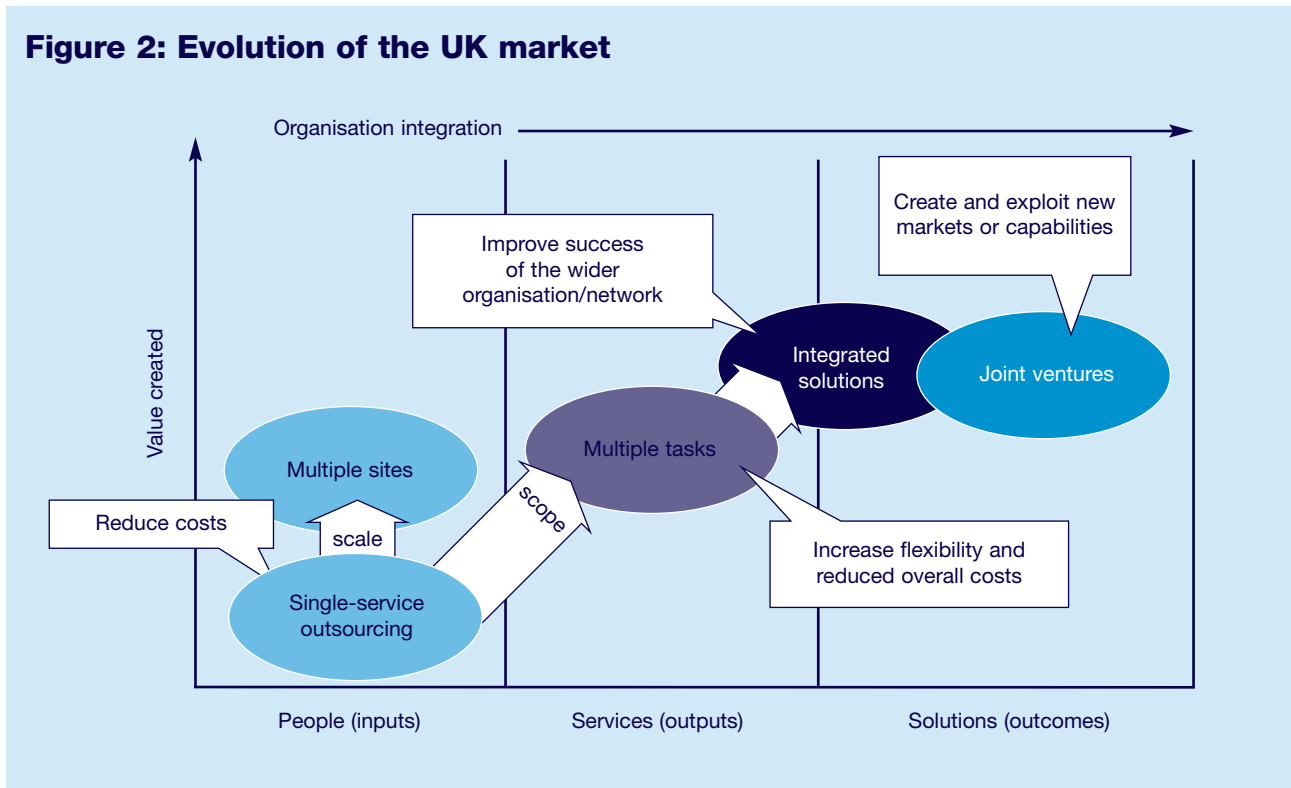 Figure 2: Evolution of the UK market
Organisation integration
Value created
Create and exploit new
markets or capabilities
Improve success
of the wider
organisation/network
Integrated
solutions
Joint ventures
Multiple tasks
Multiple sites
scope
Reduce costs
scale
Increase flexibility and
reduced overall costs
Single-service
outsourcing
People (inputs)
Services (outputs)
Solutions (outcomes)